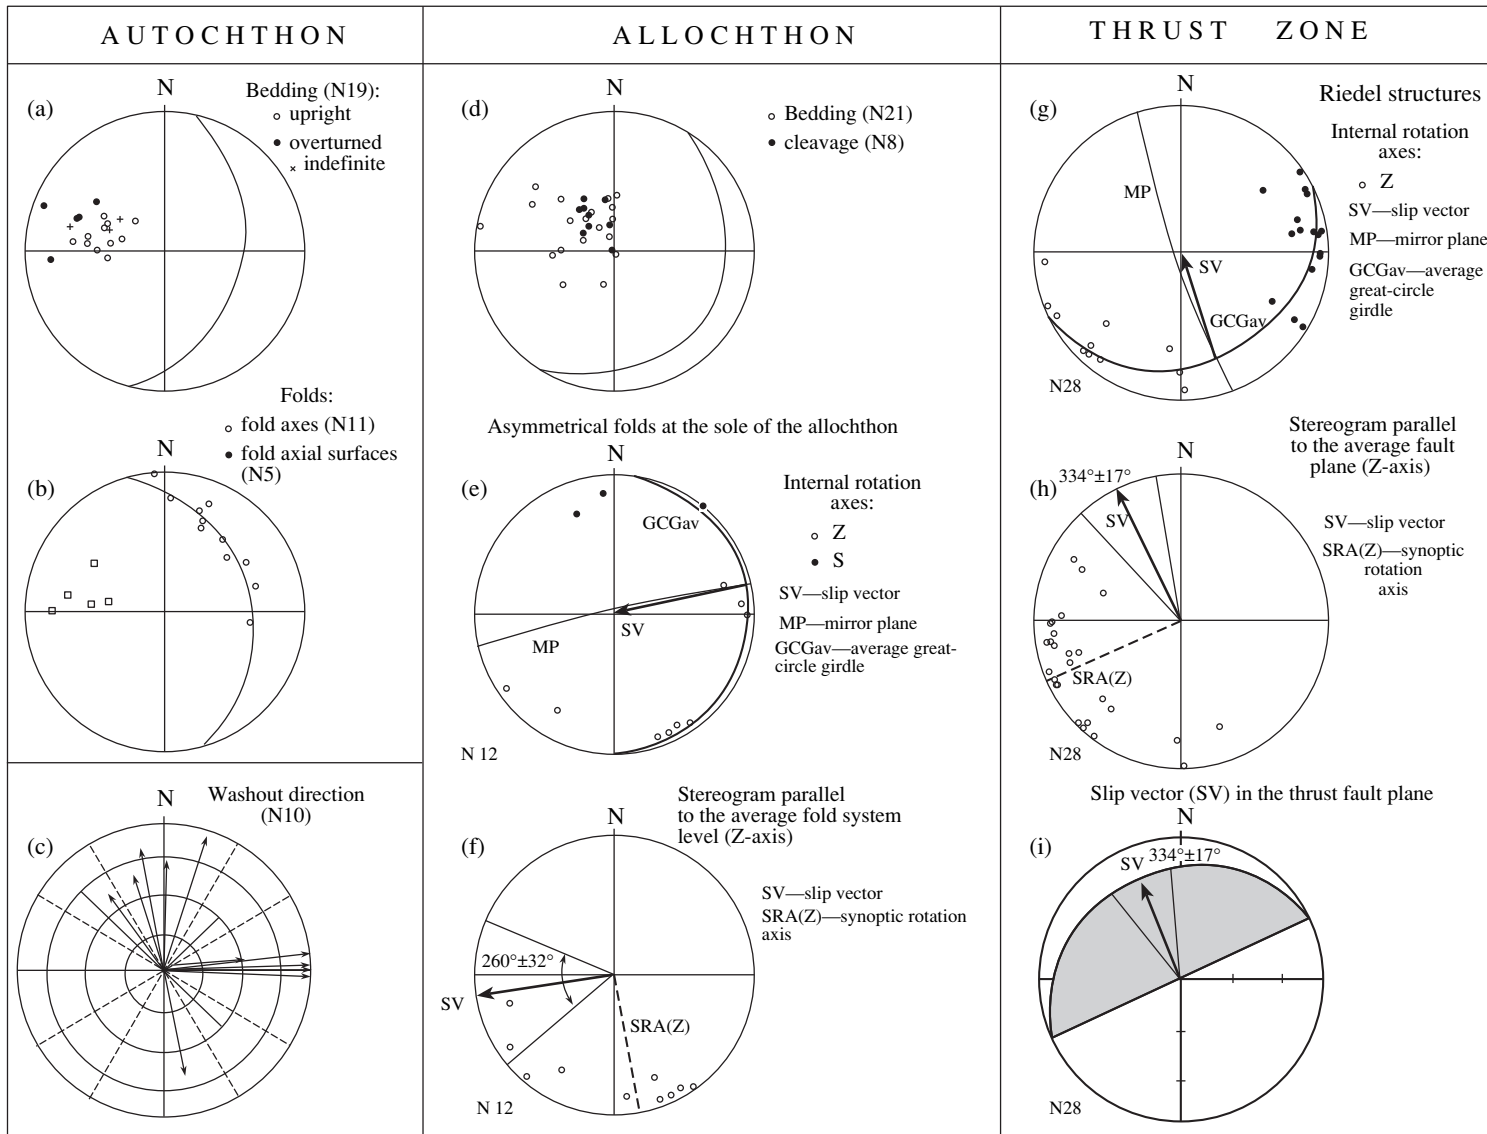 AUTOCHTHON
ALLOCHTHON
THRUST ZONE
(a)
N
Bedding (N19):
upright
overturned
indefinite
Folds:
fold axes (N11)
fold axial surfaces
(N5)
(b)
N
Washout direction
(N10)
(c)
N
(d)
N
Bedding (N21)
cleavage (N8)
Asymmetrical folds at the sole of the allochthon
(e)
N
Internal rotation
axes:
Z
S
SV—slip vector
MP—mirror plane
GCGav—average great-
circle girdle
GCGav
SV
MP
N 12
Stereogram parallel
to the average fold system
level (Z-axis)
(f)
N
SV—slip vector
SRA(Z)—synoptic rotation
axis
260°±32°
SV
SRA(Z)
N 12
(g)
N
Riedel structures
Internal rotation
axes:
Z
SV—slip vector
MP—mirror plane
GCGav—average
great-circle
girdle
MP
SV
GCGav
N28
Stereogram parallel
to the average fault
plane (Z-axis)
(h)
N
334°±17°
SV
SV—slip vector
SRA(Z)—synoptic
rotation
axis
SRA(Z)
N28
Slip vector (SV) in the thrust fault plane
(i)
N
SV 334°±17°
N28